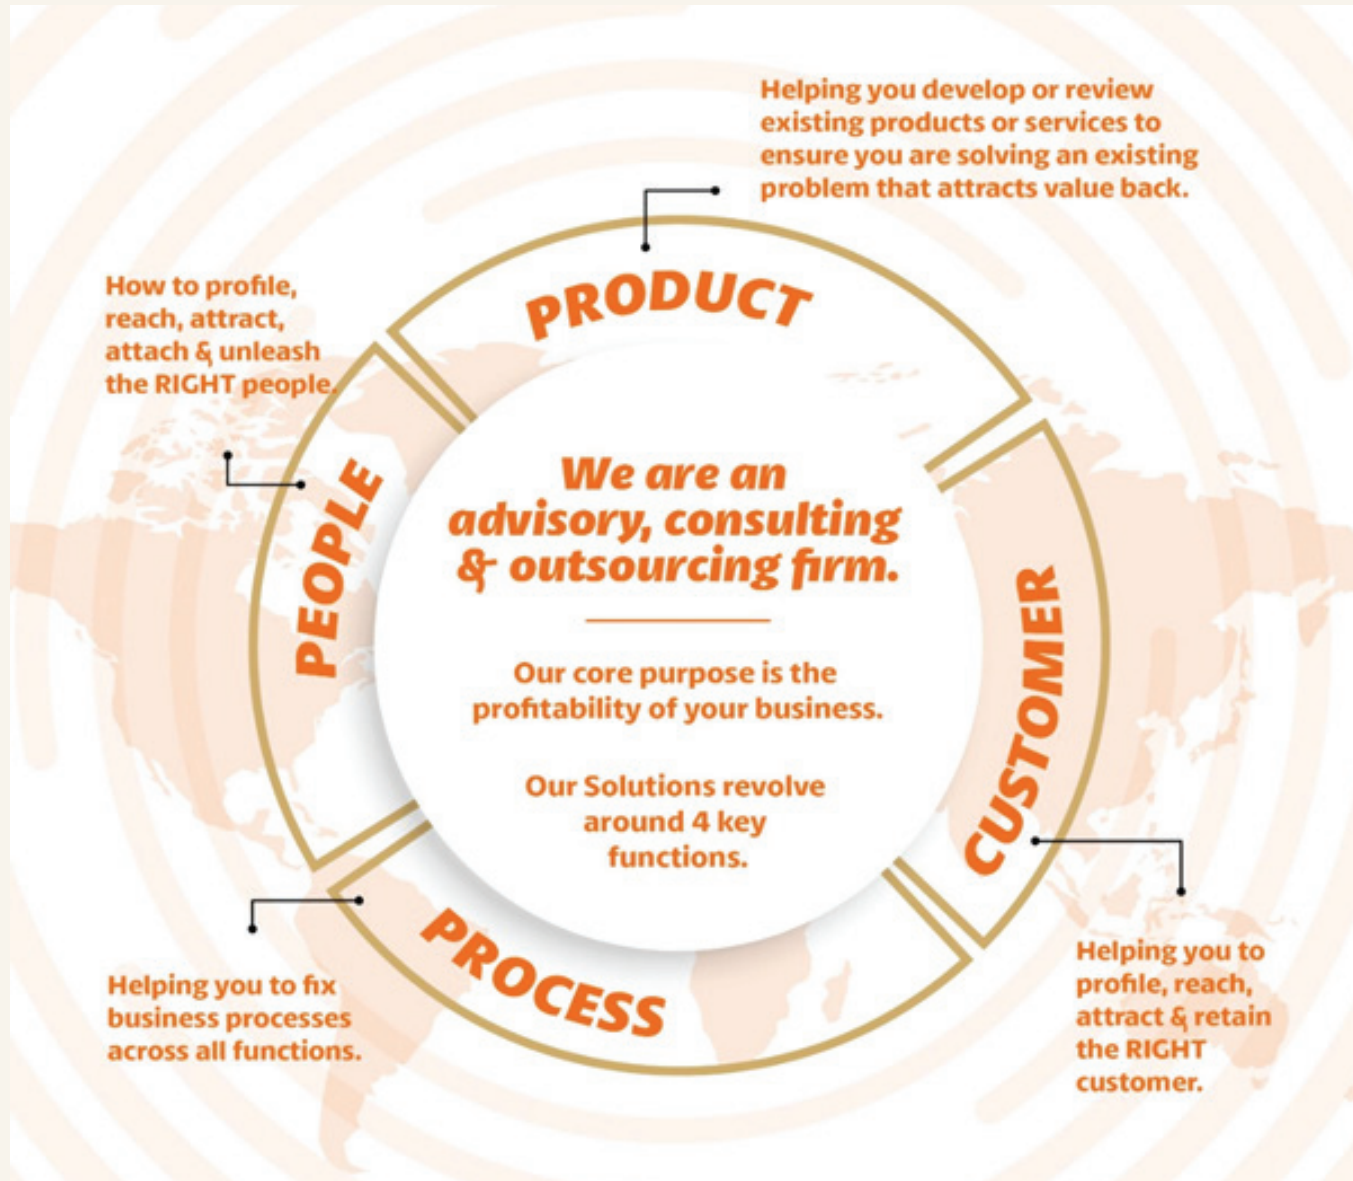 Helping you develop or review
existing products or services to
ensure you are solving an existing
problem that attracts value back.
PRODUCT
How to profile,
reach, attract,
attach & unleash
the RIGHT people.
PEOPLE
We are an
advisory, consulting
& outsourcing firm.
Our core purpose is the
profitability of your business.
Our Solutions revolve
around 4 key
functions.
CUSTOMER
Helping you to
profile, reach,
attract & retain
the RIGHT
customer.
PROCESS
Helping you to fix
business processes
across all functions.